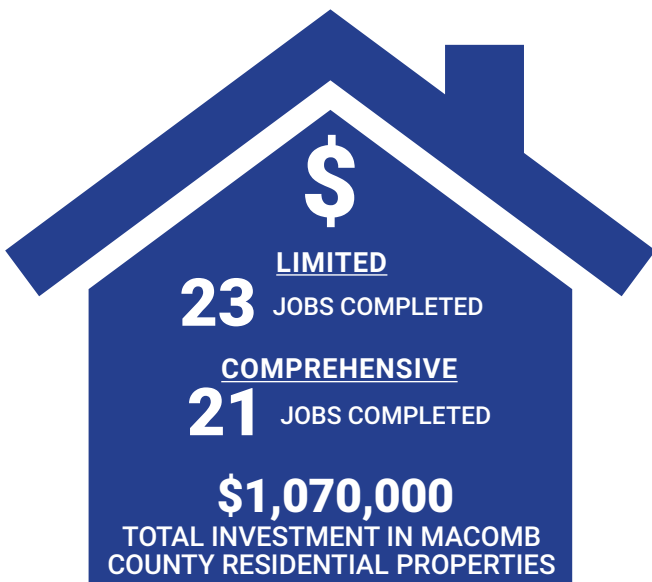 $
LIMITED
23 JOBS COMPLETED
COMPREHENSIVE
21 JOBS COMPLETED
$1,070,000
TOTAL INVESTMENT IN MACOMB
COUNTY RESIDENTIAL PROPERTIES